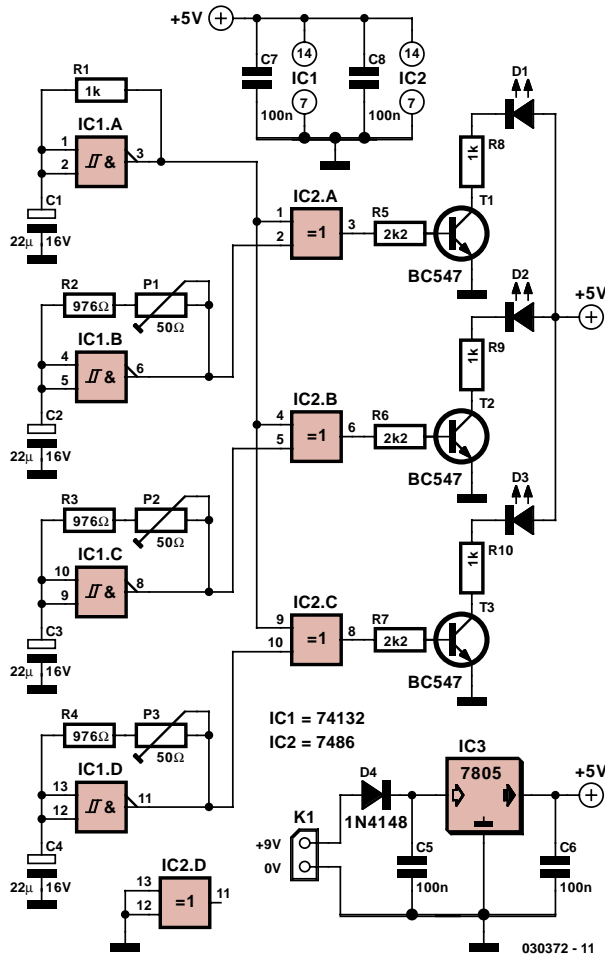 +5V
C7
14
IC1
7
100n
C8
14
IC2
7
100n
R1
1k
IC1.A
1
2
&
3
C1
22μ 16V
R2
976Ω
P1
50Ω
IC1.B
4
5
&
6
C2
22μ 16V
R3
976Ω
P2
50Ω
IC1.C
10
9
&
8
C3
22μ 16V
R4
976Ω
P3
50Ω
IC1.D
13
12
&
11
C4
22μ 16V
IC2.A
1
2
=1
3
R5
2k2
T1
BC547
R8
1k
D1
IC2.B
4
5
=1
6
R6
2k2
T2
BC547
R9
1k
D2
+5V
IC2.C
9
10
=1
8
R7
2k2
T3
BC547
R10
1k
D3
IC2.D
13
12
=1
11
IC1 = 74132
IC2 = 7486
K1
+9V
0V
D4
1N4148
C5
100n
IC3
7805
C6
100n
+5V
030372 - 11